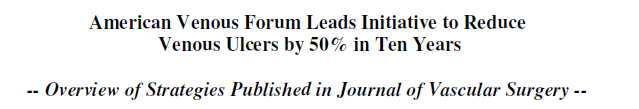 American Venous Forum Leads Initiative to Reduce
Venous Ulcers by 50% in Ten Years
-- Overview of Strategies Published in Journal of Vascular Surgery --